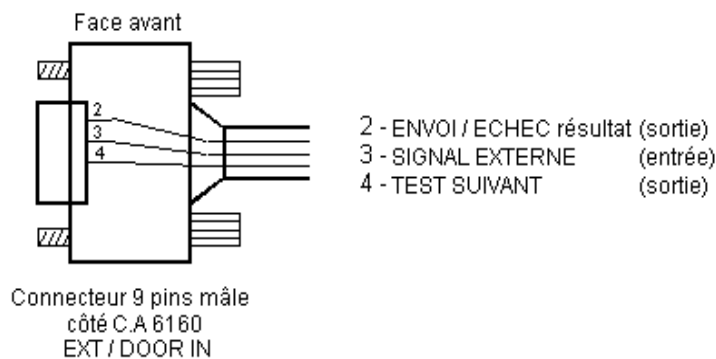 Face avant
2
3
4
2 - ENVOI / ECHEC résultat (sortie)
3 - SIGNAL EXTERNE (entrée)
4 - TEST SUIVANT (sortie)
Connecteur 9 pins mâle
côté C.A 6160
EXT / DOOR IN